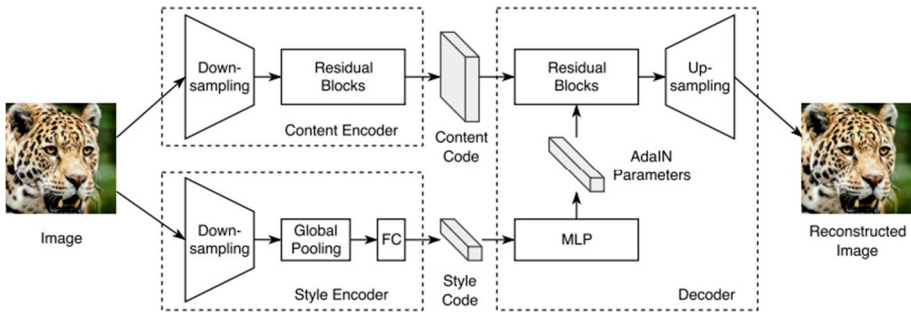 Down-
sampling
Residual
Blocks
Content Encoder
Content
Code
Residual
Blocks
Up-
sampling
AdaIN
Parameters
Image
Down-
sampling
Global
Pooling
FC
Style Encoder
Style
Code
MLP
Decoder
Reconstructed
Image